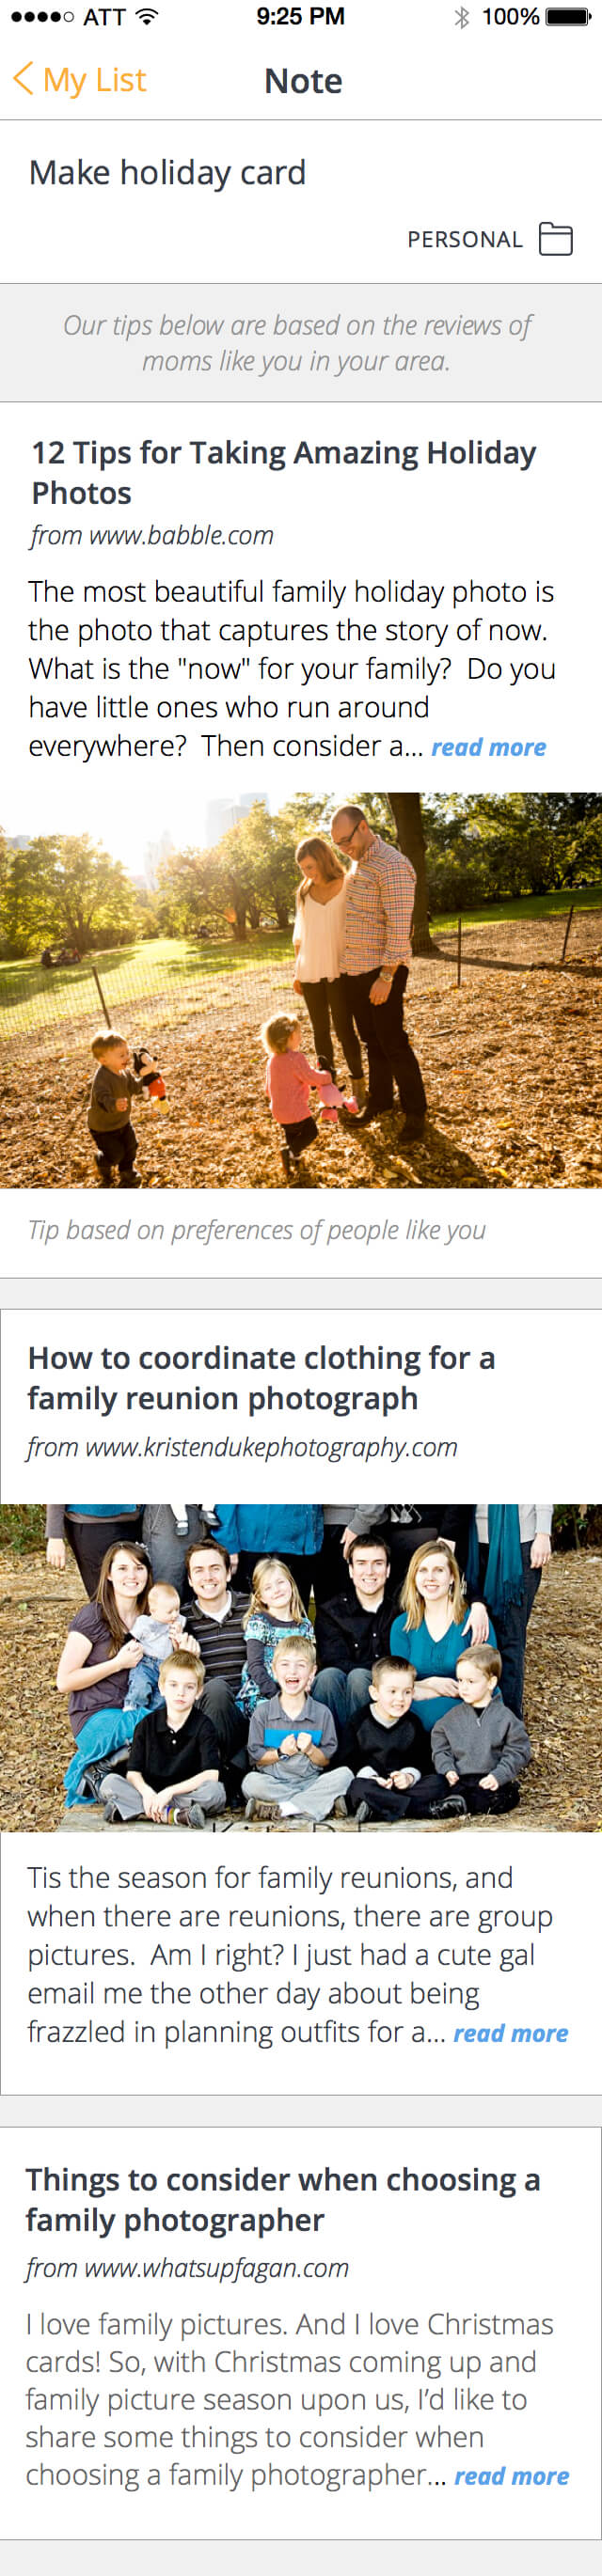 ATT 9:25 PM 100%
My List Note
Make holiday card
PERSONAL
Our tips below are based on the reviews of
moms like you in your area.
12 Tips for Taking Amazing Holiday
Photos
from www.babble.com
The most beautiful family holiday photo is
the photo that captures the story of now.
What is the "now" for your family?  Do you
have little ones who run around
everywhere?  Then consider a... read more
Tip based on preferences of people like you
How to coordinate clothing for a
family reunion photograph
from www.kristendukephotography.com
Tis the season for family reunions, and
when there are reunions, there are group
pictures.  Am I right? I just had a cute gal
email me the other day about being
frazzled in planning outfits for a... read more
Things to consider when choosing a
family photographer
from www.whatsupfagan.com
I love family pictures. And I love Christmas
cards! So, with Christmas coming up and
family picture season upon us, I’d like to
share some things to consider when
choosing a family photographer... read more